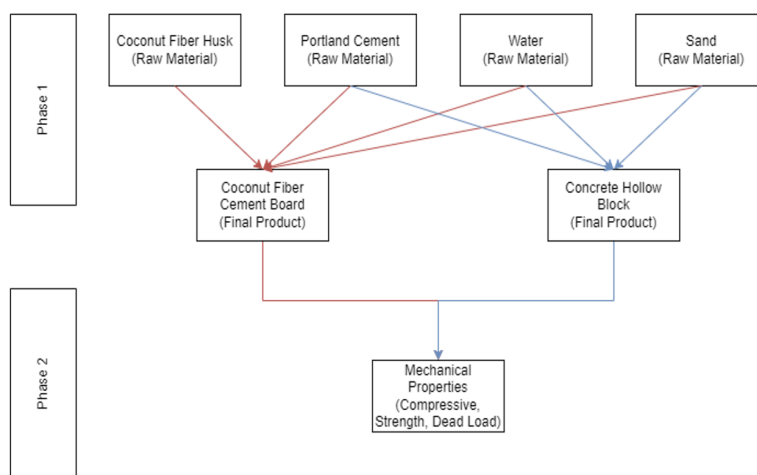 Phase 1
Coconut Fiber Husk
(Raw Material)
Portland Cement
(Raw Material)
Water
(Raw Material)
Sand
(Raw Material)
Coconut Fiber
Cement Board
(Final Product)
Concrete Hollow
Block
(Final Product)
Phase 2
Mechanical
Properties
(Compressive,
Strength, Dead Load)